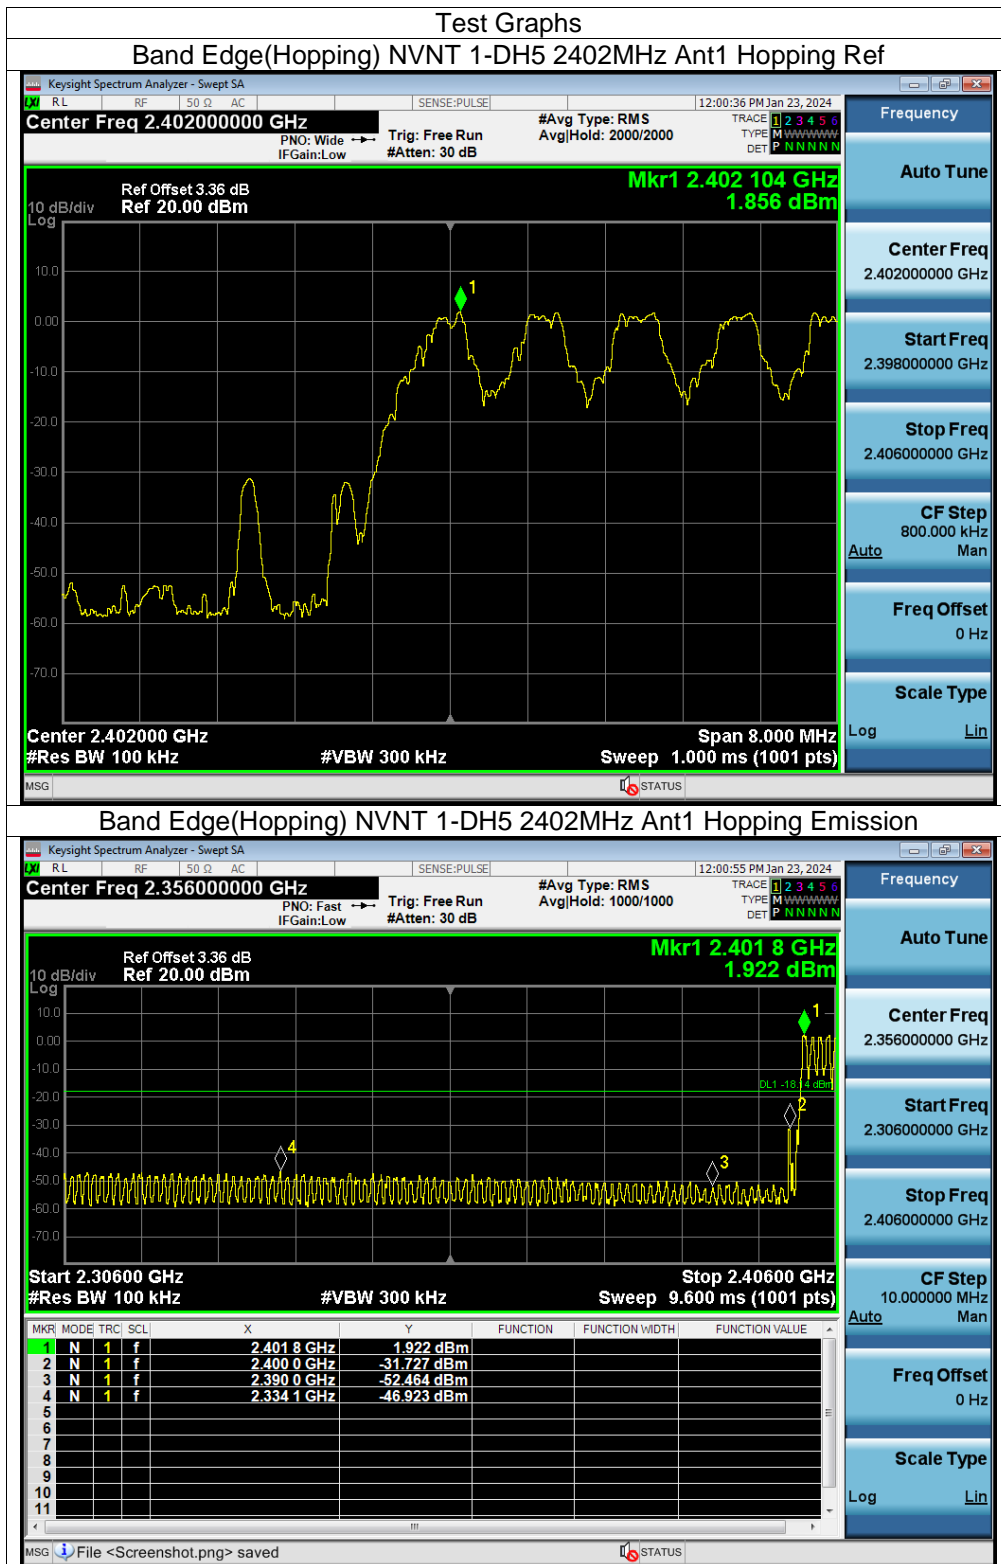 Test Graphs
Band Edge(Hopping) NVNT 1-DH5 2402MHz Ant1 Hopping Ref
Keysight Spectrum Analyzer - Swept SA
LXI RL RF 50 Ω AC SENSE:PULSE 12:00:36 PM Jan 23, 2024
Center Freq 2.402000000 GHz #Avg Type: RMS TRACE 1 2 3 4 5 6
PNO: Wide Trig: Free Run Avg|Hold: 2000/2000 TYPE M WWWWW
IFGain:Low #Atten: 30 dB DET P N N N N N
Mkr1 2.402 104 GHz
1.856 dBm
Ref Offset 3.36 dB
10 dB/div Ref 20.00 dBm
Log
1
10.0
0.00
-10.0
-20.0
-30.0
-40.0
-50.0
-60.0
-70.0
Center 2.402000 GHz Span 8.000 MHz
#Res BW 100 kHz #VBW 300 kHz Sweep 1.000 ms (1001 pts)
MSG STATUS
Frequency
Auto Tune
Center Freq
2.402000000 GHz
Start Freq
2.398000000 GHz
Stop Freq
2.406000000 GHz
CF Step
800.000 kHz
Auto Man
Freq Offset
0 Hz
Scale Type
Log Lin
Band Edge(Hopping) NVNT 1-DH5 2402MHz Ant1 Hopping Emission
Keysight Spectrum Analyzer - Swept SA
LXI RL RF 50 Ω AC SENSE:PULSE 12:00:55 PM Jan 23, 2024
Center Freq 2.356000000 GHz #Avg Type: RMS TRACE 1 2 3 4 5 6
PNO: Fast Trig: Free Run Avg|Hold: 1000/1000 TYPE M WWWWW
IFGain:Low #Atten: 30 dB DET P N N N N N
Mkr1 2.401 8 GHz
1.922 dBm
Ref Offset 3.36 dB
10 dB/div Ref 20.00 dBm
Log
10.0
0.00
-10.0
-20.0
-30.0
-40.0
-50.0
-60.0
-70.0
1
DL1 -18.14 dBm
2
4
3
Start 2.30600 GHz Stop 2.40600 GHz
#Res BW 100 kHz #VBW 300 kHz Sweep 9.600 ms (1001 pts)
MKR MODE TRC SCL X Y FUNCTION FUNCTION WIDTH FUNCTION VALUE
1 N 1 f 2.401 8 GHz 1.922 dBm
2 N 1 f 2.400 0 GHz -31.727 dBm
3 N 1 f 2.390 0 GHz -52.464 dBm
4 N 1 f 2.334 1 GHz -46.923 dBm
5
6
7
8
9
10
11
MSG File <Screenshot.png> saved STATUS
Frequency
Auto Tune
Center Freq
2.356000000 GHz
Start Freq
2.306000000 GHz
Stop Freq
2.406000000 GHz
CF Step
10.000000 MHz
Auto Man
Freq Offset
0 Hz
Scale Type
Log Lin